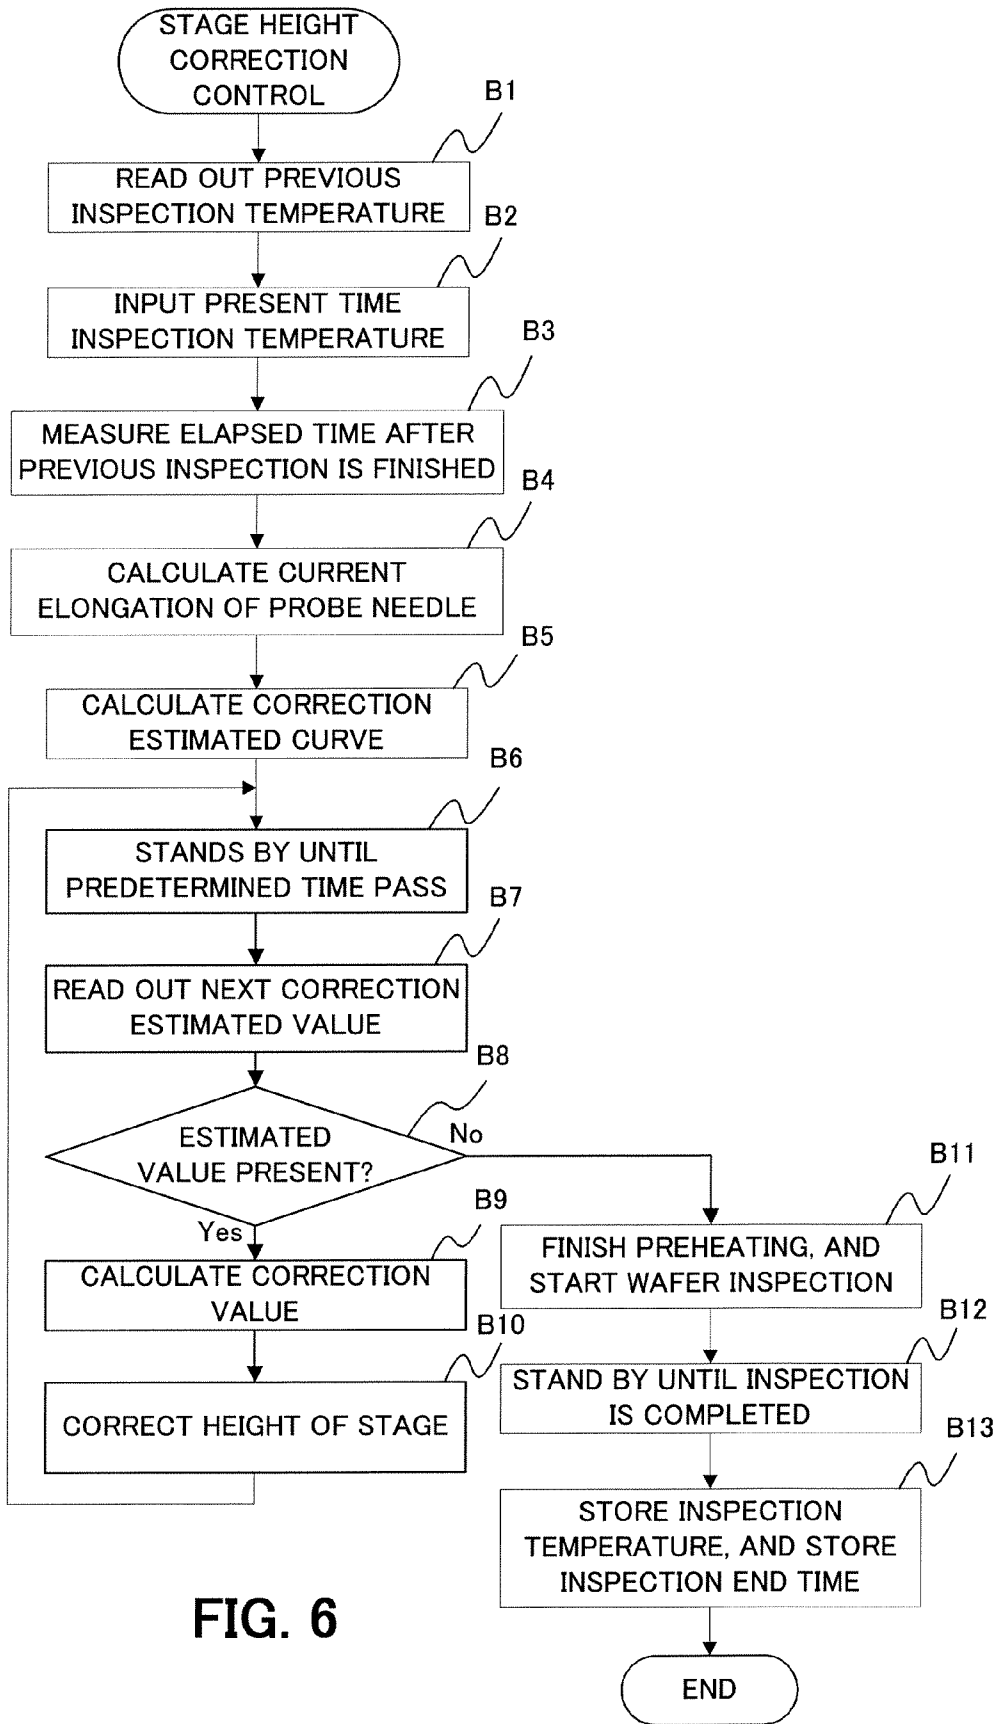 STAGE HEIGHT
CORRECTION
CONTROL
B1
READ OUT PREVIOUS
INSPECTION TEMPERATURE
B2
INPUT PRESENT TIME
INSPECTION TEMPERATURE
B3
MEASURE ELAPSED TIME AFTER
PREVIOUS INSPECTION IS FINISHED
B4
CALCULATE CURRENT
ELONGATION OF PROBE NEEDLE
B5
CALCULATE CORRECTION
ESTIMATED CURVE
B6
STANDS BY UNTIL
PREDETERMINED TIME PASS
B7
READ OUT NEXT CORRECTION
ESTIMATED VALUE
B8
ESTIMATED
VALUE PRESENT?
No
Yes
B9
CALCULATE CORRECTION
VALUE
B10
CORRECT HEIGHT OF STAGE
B11
FINISH PREHEATING, AND
START WAFER INSPECTION
B12
STAND BY UNTIL INSPECTION
IS COMPLETED
B13
STORE INSPECTION
TEMPERATURE, AND STORE
INSPECTION END TIME
END
FIG. 6